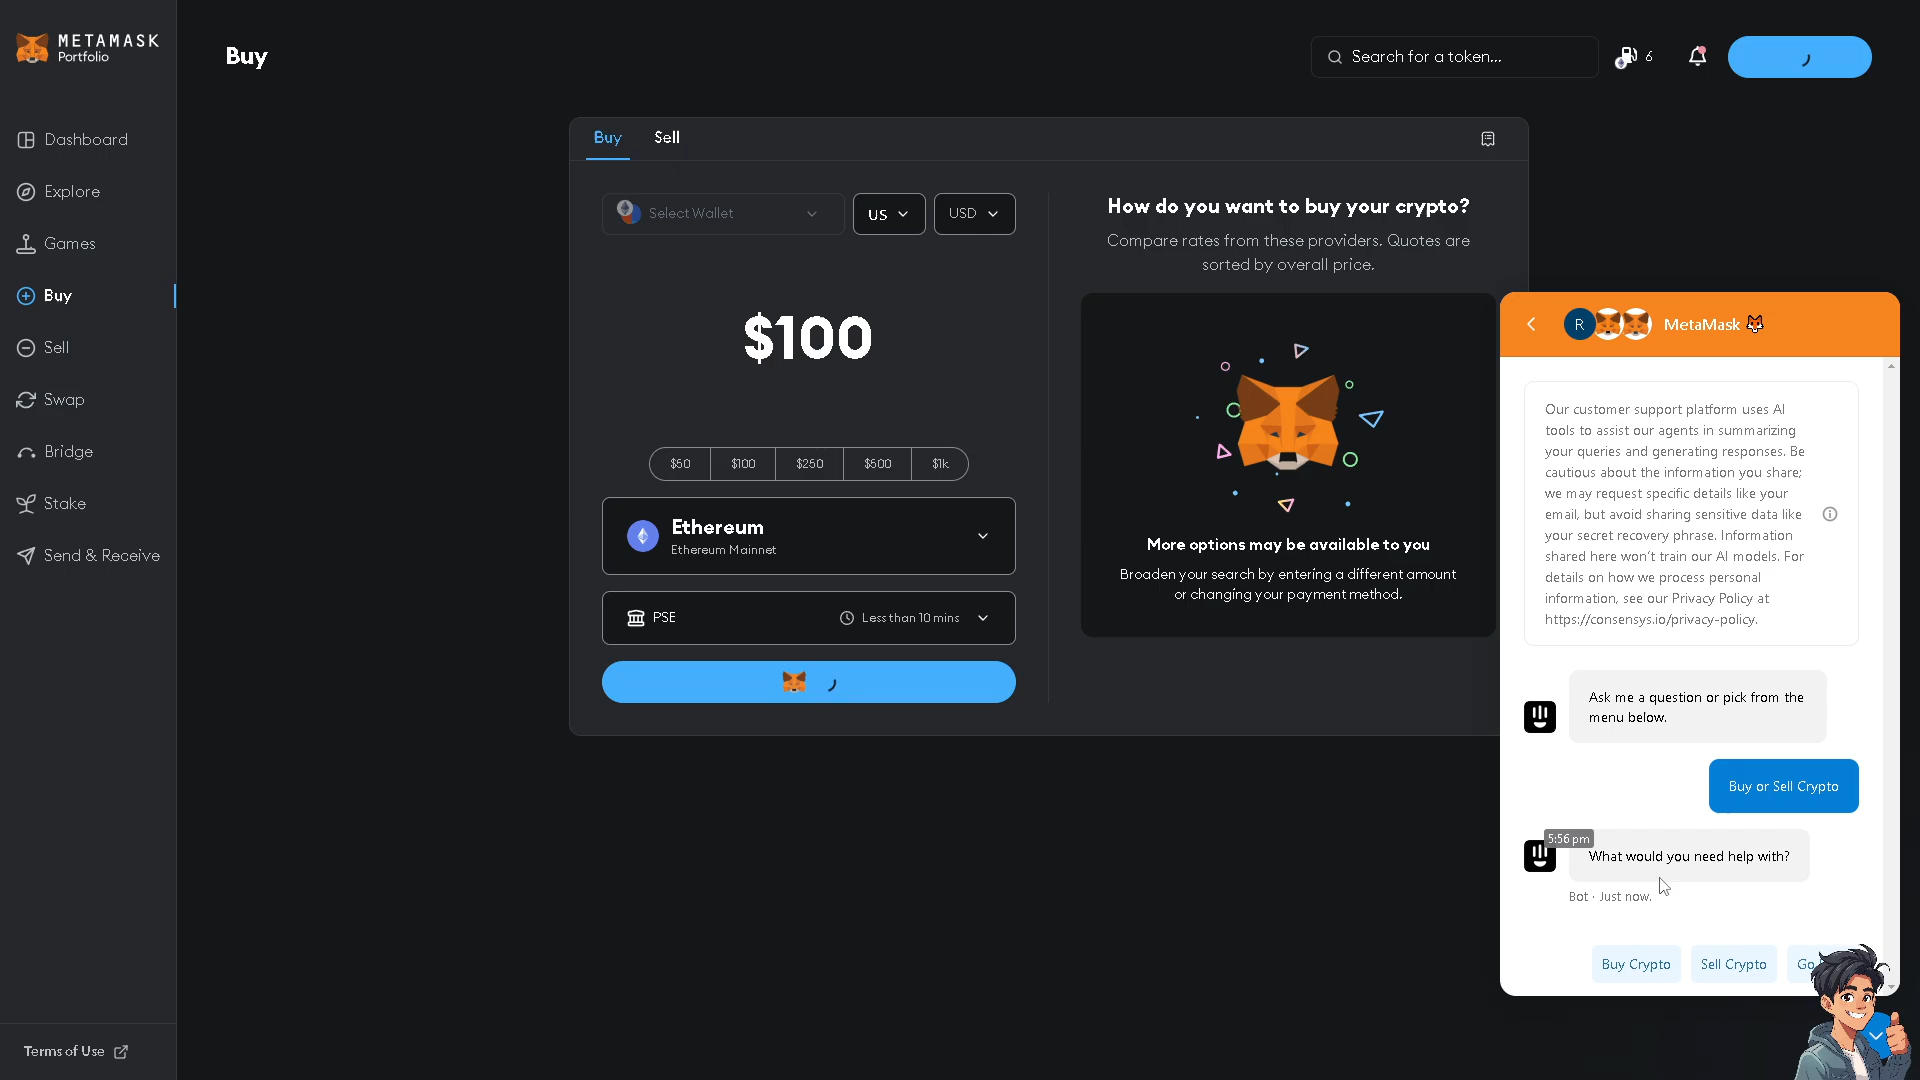 METAMASK
Portfolio
Buy
Search for a token...
6
Dashboard
Explore
Games
Buy
Sell
Swap
Bridge
Stake
Send & Receive
Terms of Use
Buy
Sell
Select Wallet
US
USD
$100
$50
$100
$250
$500
$1k
Ethereum
Ethereum Mainnet
PSE
Less than 10 mins
How do you want to buy your crypto?
Compare rates from these providers. Quotes are
sorted by overall price.
More options may be available to you
Broaden your search by entering a different amount
or changing your payment method.
R
MetaMask
Our customer support platform uses AI
tools to assist our agents in summarizing
your queries and generating responses. Be
cautious about the information you share;
we may request specific details like your
email, but avoid sharing sensitive data like
your secret recovery phrase. Information
shared here won't train our AI models. For
details on how we process personal
information, see our Privacy Policy at
https://consensys.io/privacy-policy.
Ask me a question or pick from the
menu below.
Buy or Sell Crypto
5:56 pm
What would you need help with?
Bot · Just now.
Buy Crypto
Sell Crypto
Go